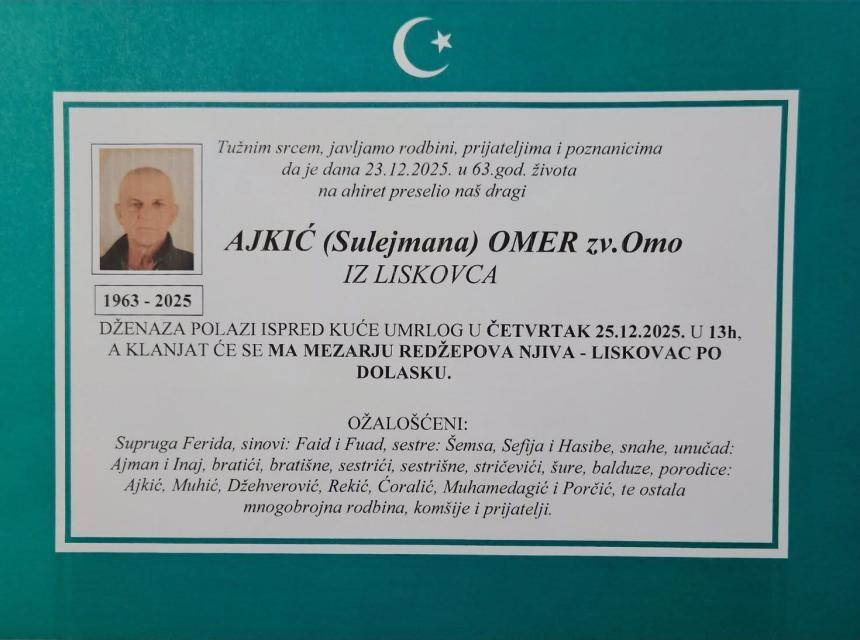 Tužnim srcem, javljamo rodbini, prijateljima i poznanicima
da je dana 23.12.2025. u 63.god. života
na ahiret preselio naš dragi
AJKIĆ (Sulejmana) OMER zv.Omo
IZ LISKOVCA
1963 - 2025
DŽENAZA POLAZI ISPRED KUĆE UMRLOG U ČETVRTAK 25.12.2025. U 13h,
A KLANJAT ĆE SE MA MEZARJU REDŽEPOVA NJIVA - LISKOVAC PO
DOLASKU.
OŽALOŠĆENI:
Supruga Ferida, sinovi: Faid i Fuad, sestre: Šemsa, Sefija i Hasibe, snahe, unučad:
Ajman i Inaj, bratići, bratišne, sestrići, sestrišne, stričevići, šure, balduze, porodice:
Ajkić, Muhić, Džehverović, Rekić, Ćoralić, Muhamedagić i Porčić, te ostala
mnogobrojna rodbina, komšije i prijatelji.